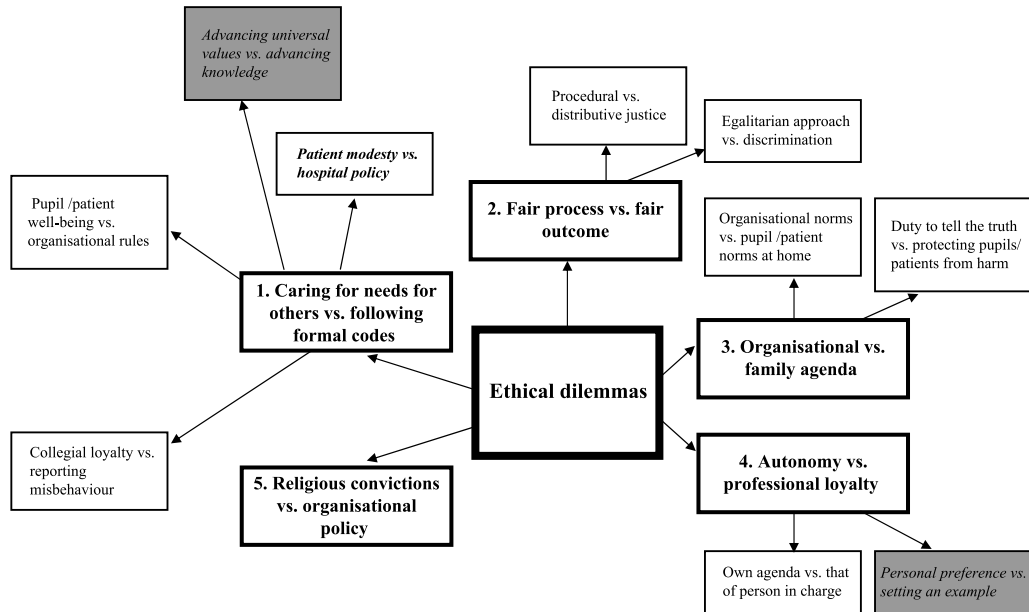 Advancing universal
values vs. advancing
knowledge
Procedural vs.
distributive justice
Egalitarian approach
vs. discrimination
Patient modesty vs.
hospital policy
Pupil /patient
well-being vs.
organisational rules
2. Fair process vs. fair
outcome
Organisational norms
vs. pupil /patient
norms at home
Duty to tell the truth
vs. protecting pupils/
patients from harm
1. Caring for needs for
others vs. following
formal codes
3. Organisational vs.
family agenda
Ethical dilemmas
Collegial loyalty vs.
reporting
misbehaviour
5. Religious convictions
vs. organisational
policy
4. Autonomy vs.
professional loyalty
Own agenda vs. that
of person in charge
Personal preference vs.
setting an example